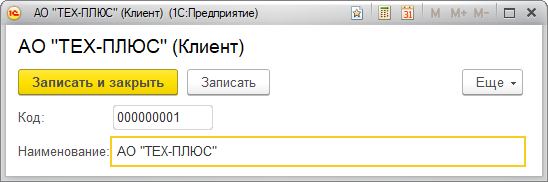 АО "ТЕХ-ПЛЮС" (Клиент) (1С:Предприятие) М М+ М−
АО "ТЕХ-ПЛЮС" (Клиент)
Записать и закрыть Записать Еще
Код: 000000001
Наименование: АО "ТЕХ-ПЛЮС"